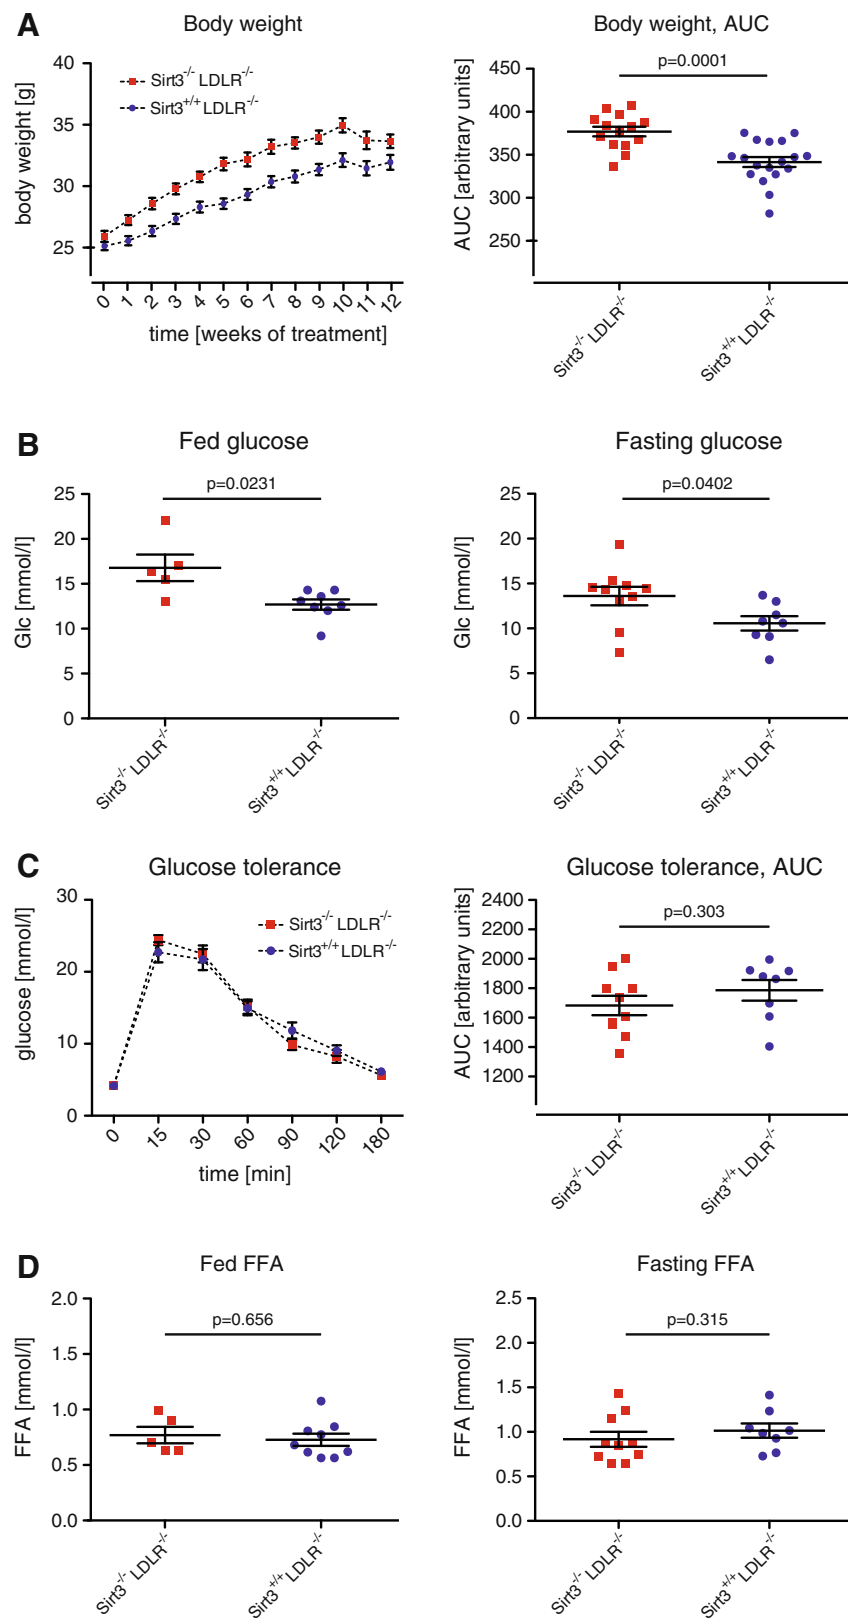 A
Body weight
body weight [g]
40
35
30
25
Sirt3-/- LDLR-/-
Sirt3+/+ LDLR-/-
0 1 2 3 4 5 6 7 8 9 10 11 12
time [weeks of treatment]
Body weight, AUC
p=0.0001
AUC [arbitrary units]
450
400
350
300
250
Sirt3-/- LDLR-/-
Sirt3+/+ LDLR-/-
B
Fed glucose
p=0.0231
Glc [mmol/l]
25
20
15
10
5
0
Sirt3-/- LDLR-/-
Sirt3+/+ LDLR-/-
Fasting glucose
p=0.0402
Glc [mmol/l]
25
20
15
10
5
0
Sirt3-/- LDLR-/-
Sirt3+/+ LDLR-/-
C
Glucose tolerance
glucose [mmol/l]
30
20
10
0
Sirt3-/- LDLR-/-
Sirt3+/+ LDLR-/-
0 15 30 60 90 120 180
time [min]
Glucose tolerance, AUC
p=0.303
AUC [arbitrary units]
2400
2200
2000
1800
1600
1400
1200
Sirt3-/- LDLR-/-
Sirt3+/+ LDLR-/-
D
Fed FFA
p=0.656
FFA [mmol/l]
2.0
1.5
1.0
0.5
0.0
Sirt3-/- LDLR-/-
Sirt3+/+ LDLR-/-
Fasting FFA
p=0.315
FFA [mmol/l]
2.5
2.0
1.5
1.0
0.5
0.0
Sirt3-/- LDLR-/-
Sirt3+/+ LDLR-/-